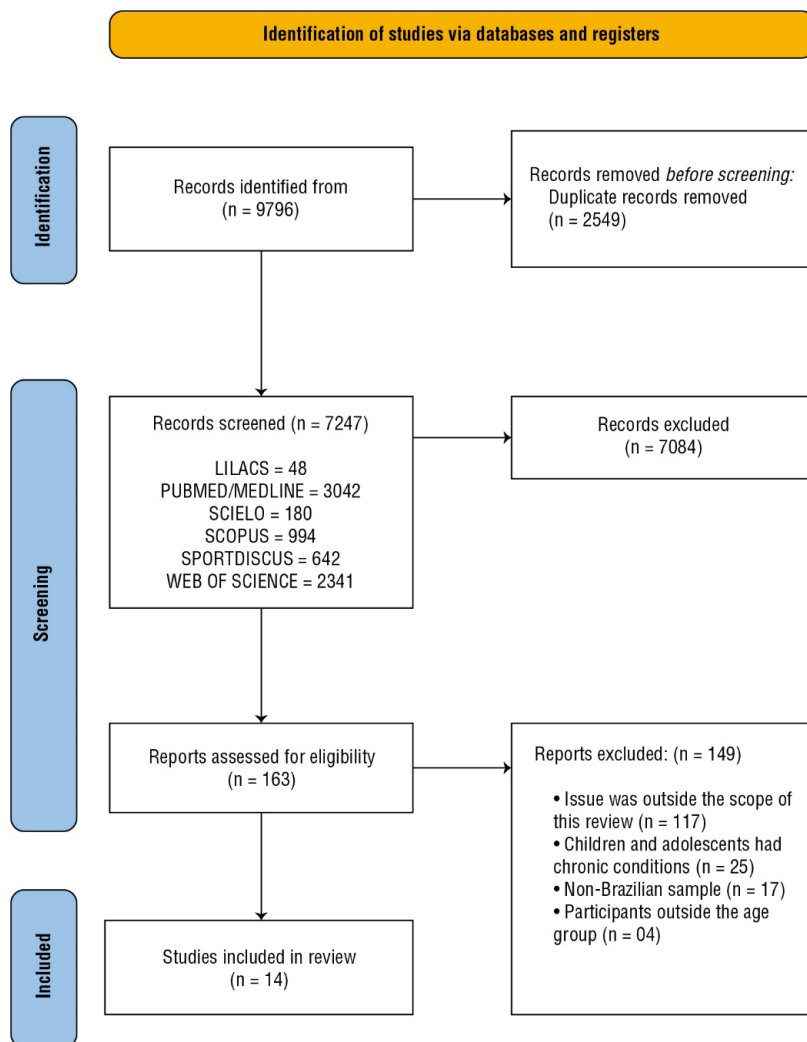 Identification of studies via databases and registers
Identification
Records identified from
(n = 9796)
Records removed before screening:
Duplicate records removed
(n = 2549)
Screening
Records screened (n = 7247)
LILACS = 48
PUBMED/MEDLINE = 3042
SCIELO = 180
SCOPUS = 994
SPORTDISCUS = 642
WEB OF SCIENCE = 2341
Records excluded
(n = 7084)
Reports assessed for eligibility
(n = 163)
Reports excluded: (n = 149)
• Issue was outside the scope of
this review (n = 117)
• Children and adolescents had
chronic conditions (n = 25)
• Non-Brazilian sample (n = 17)
• Participants outside the age
group (n = 04)
Included
Studies included in review
(n = 14)